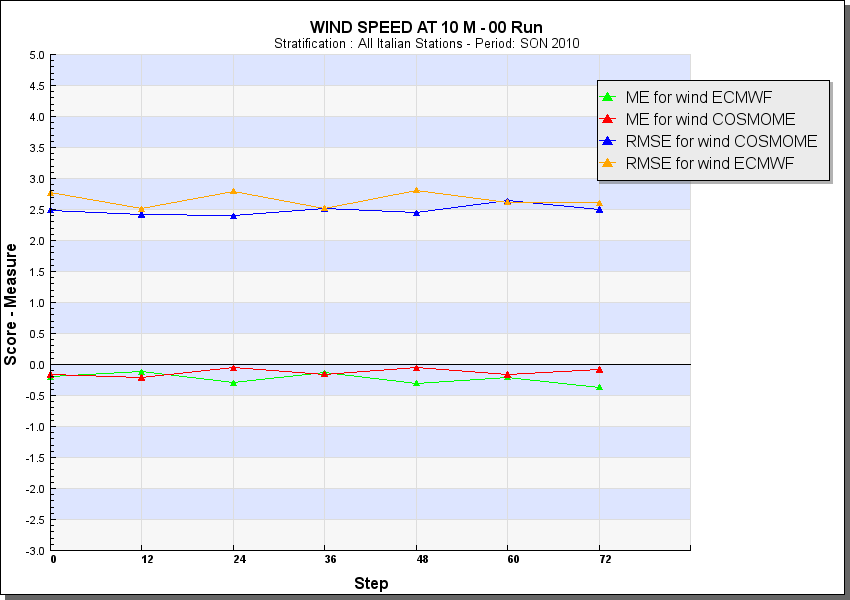 WIND SPEED AT 10 M - 00 Run
Stratification : All Italian Stations - Period: SON 2010
ME for wind ECMWF
ME for wind COSMOME
RMSE for wind COSMOME
RMSE for wind ECMWF
Score - Measure
5.0
4.5
4.0
3.5
3.0
2.5
2.0
1.5
1.0
0.5
0.0
-0.5
-1.0
-1.5
-2.0
-2.5
-3.0
0 12 24 36 48 60 72
Step